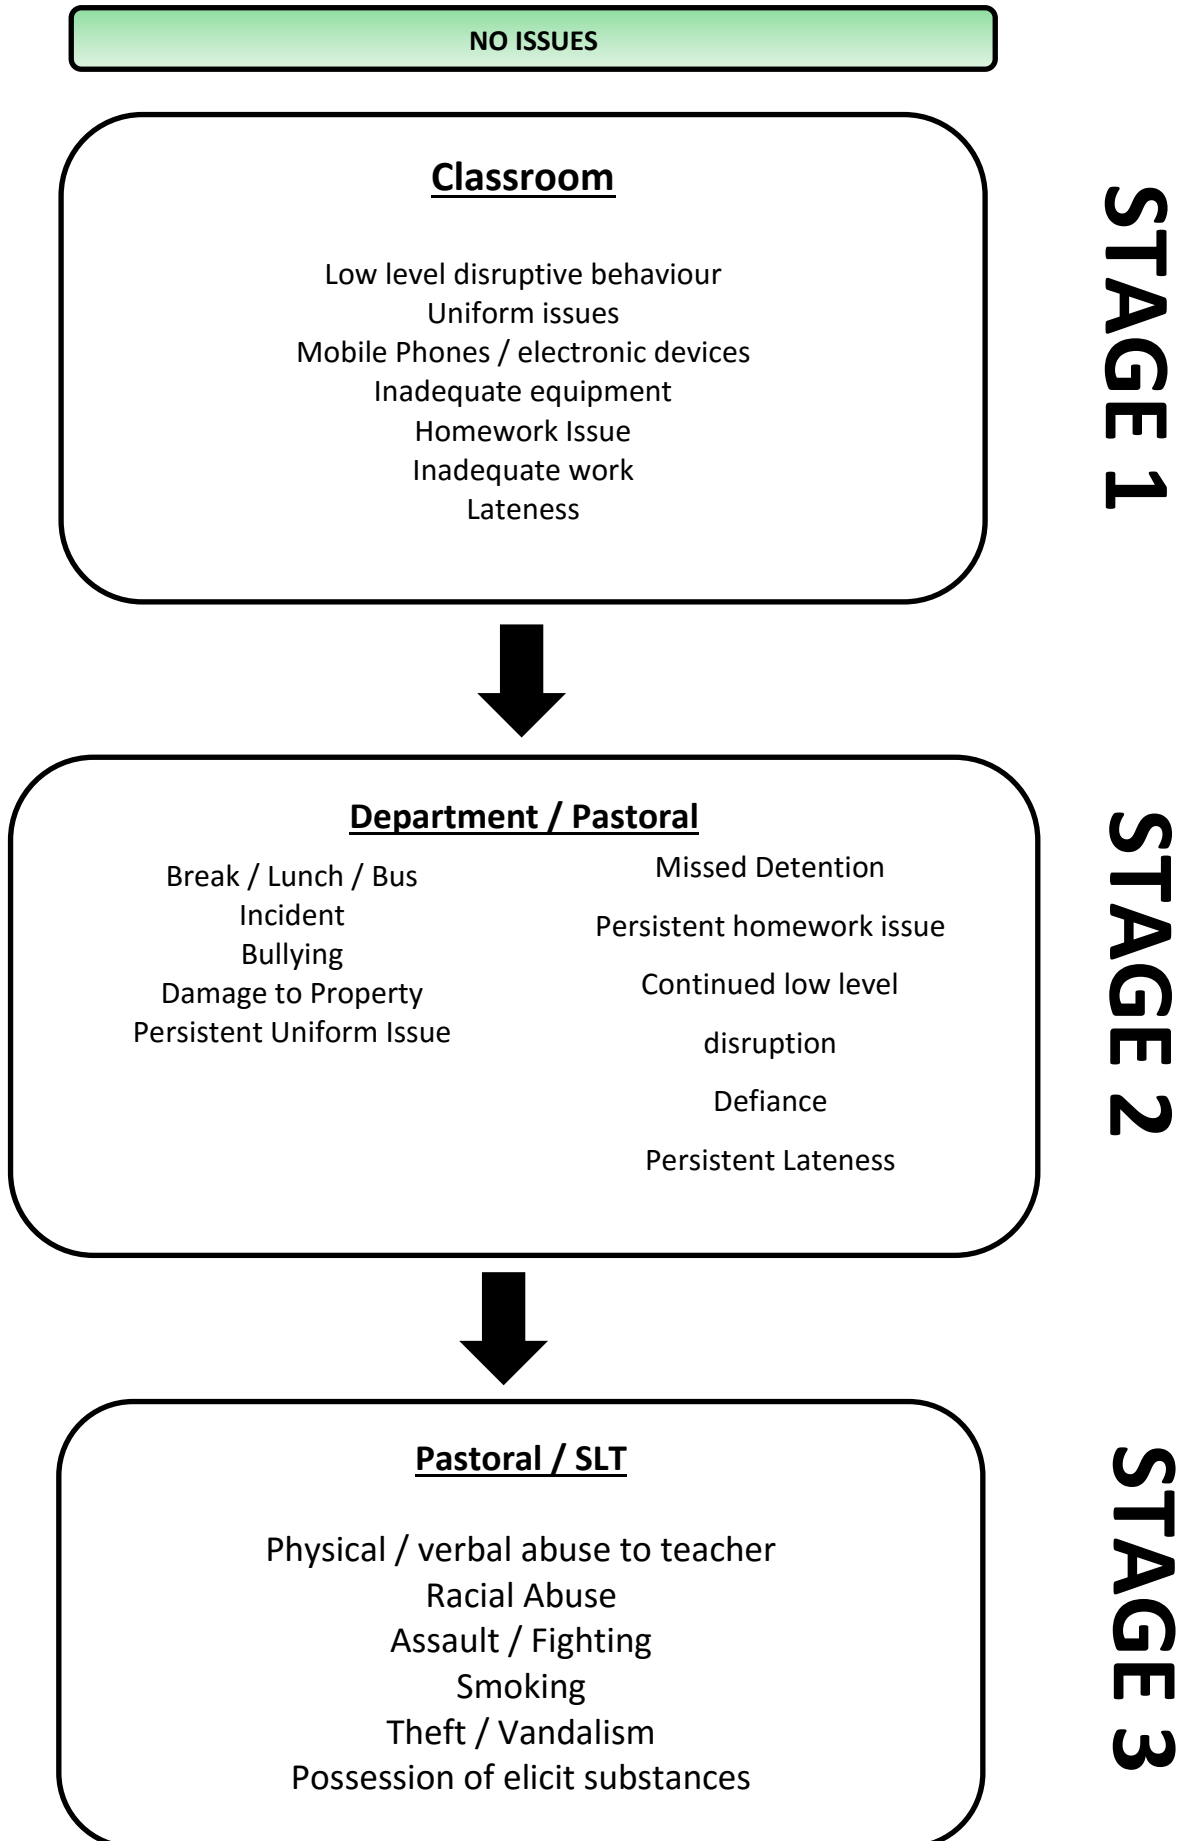 NO ISSUES
Classroom
Low level disruptive behaviour
Uniform issues
Mobile Phones / electronic devices
Inadequate equipment
Homework Issue
Inadequate work
Lateness
STAGE 1
Department / Pastoral
Break / Lunch / Bus
Incident
Bullying
Damage to Property
Persistent Uniform Issue
Missed Detention
Persistent homework issue
Continued low level
disruption
Defiance
Persistent Lateness
STAGE 2
Pastoral / SLT
Physical / verbal abuse to teacher
Racial Abuse
Assault / Fighting
Smoking
Theft / Vandalism
Possession of elicit substances
STAGE 3